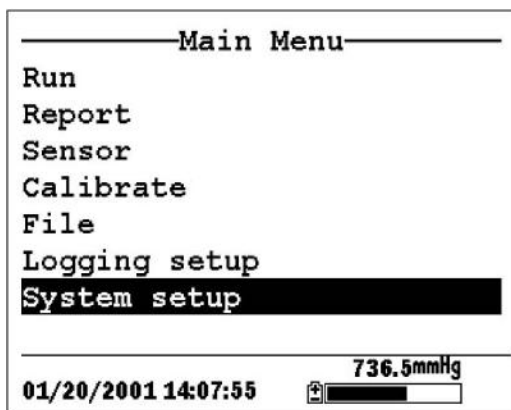 Main Menu
Run
Report
Sensor
Calibrate
File
Logging setup
System setup
736.5mmHg
01/20/2001 14:07:55